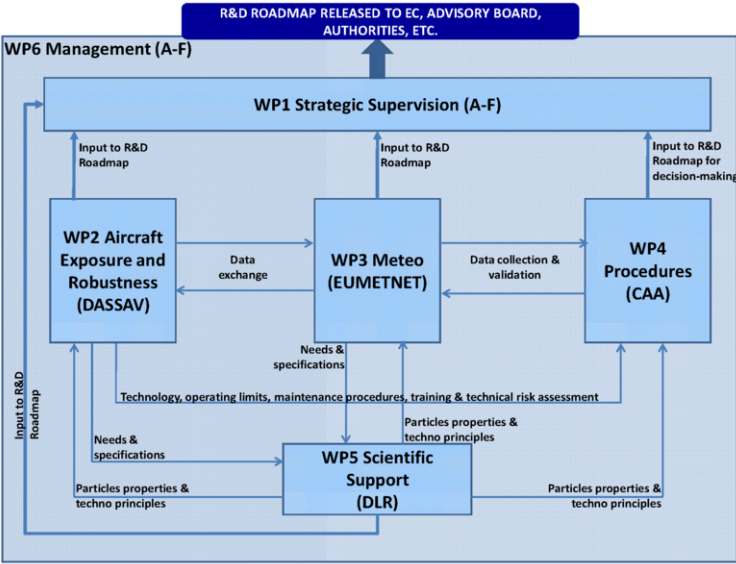 R&D ROADMAP RELEASED TO EC, ADVISORY BOARD,
AUTHORITIES, ETC.
WP6 Management (A-F)
WP1 Strategic Supervision (A-F)
Input to R&D
Roadmap
Input to R&D
Roadmap
Input to R&D
Roadmap for
decision-making
WP2 Aircraft
Exposure and
Robustness
(DASSAV)
Data
exchange
WP3 Meteo
(EUMETNET)
Data collection &
validation
WP4
Procedures
(CAA)
Needs &
specifications
Technology, operating limits, maintenance procedures, training & technical risk assessment
Input to R&D
Roadmap
Particles properties &
techno principles
Needs &
specifications
WP5 Scientific
Support
(DLR)
Particles properties &
techno principles
Particles properties &
techno principles